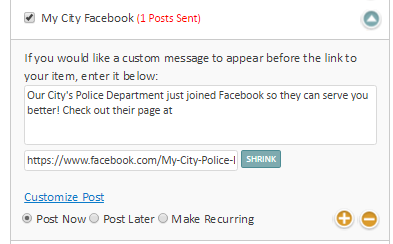 My City Facebook (1 Posts Sent)
If you would like a custom message to appear before the link to
your item, enter it below:
Our City's Police Department just joined Facebook so they can serve you
better! Check out their page at
https://www.facebook.com/My-City-Police-
SHRINK
Customize Post
Post Now Post Later Make Recurring